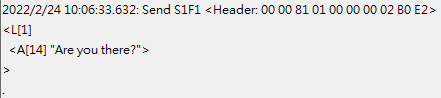 2022/2/24 10:06:33.632: Send S1F1 <Header: 00 00 81 01 00 00 00 02 B0 E2>
<L[1]
<A[14] "Are you there?">
>
.